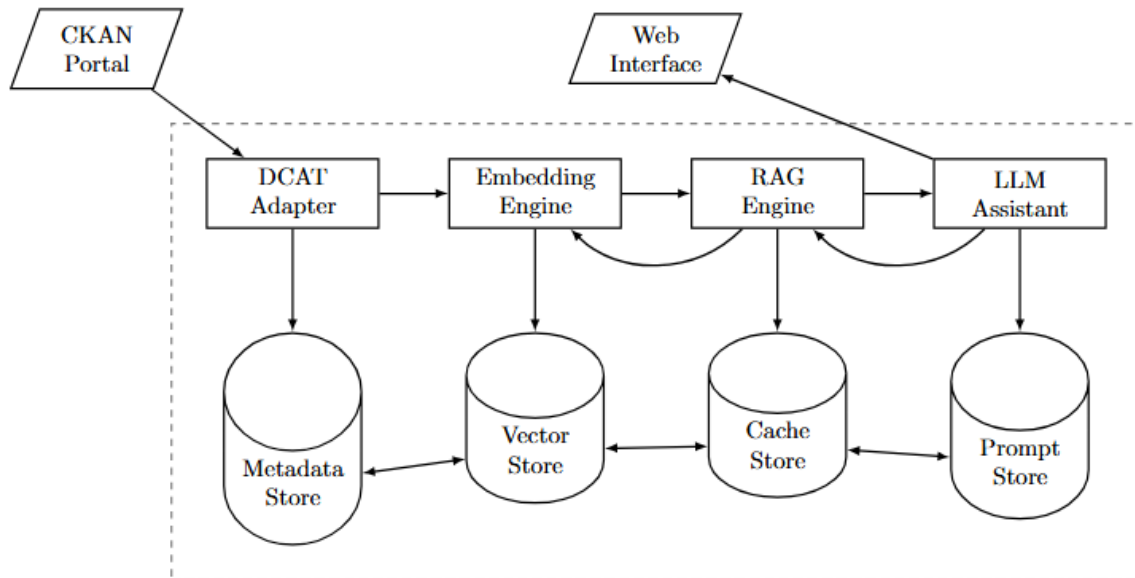 CKAN
Portal
Web
Interface
DCAT
Adapter
Embedding
Engine
RAG
Engine
LLM
Assistant
Metadata
Store
Vector
Store
Cache
Store
Prompt
Store